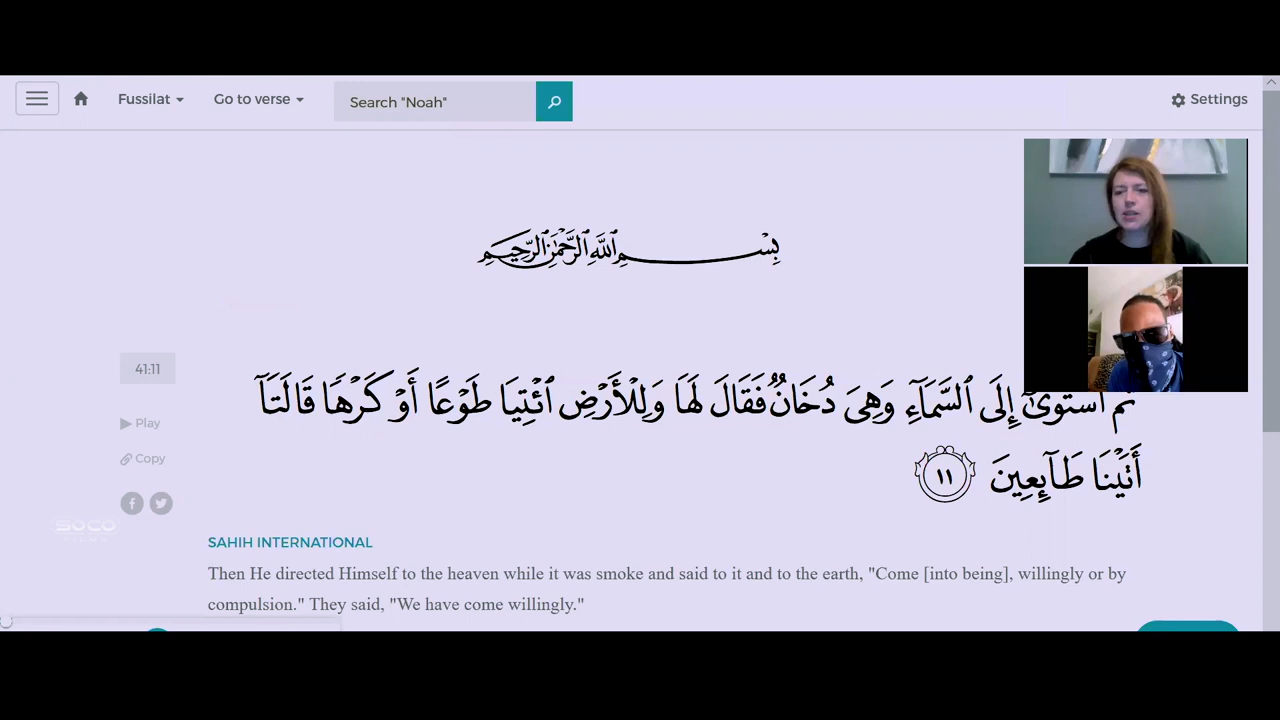 Fussilat
Go to verse
Search "Noah"
Settings
بِسْمِ ٱللَّهِ ٱلرَّحْمَٰنِ ٱلرَّحِيمِ
41:11
ثُمَّ ٱسْتَوَىٰٓ إِلَى ٱلسَّمَآءِ وَهِىَ دُخَانٌ فَقَالَ لَهَا وَلِلْأَرْضِ ٱئْتِيَا طَوْعًا أَوْ كَرْهًا قَالَتَآ
Play
أَتَيْنَا طَآئِعِينَ ١١
Copy
SOCO
FILMS
SAHIH INTERNATIONAL
Then He directed Himself to the heaven while it was smoke and said to it and to the earth, "Come [into being], willingly or by
compulsion." They said, "We have come willingly."